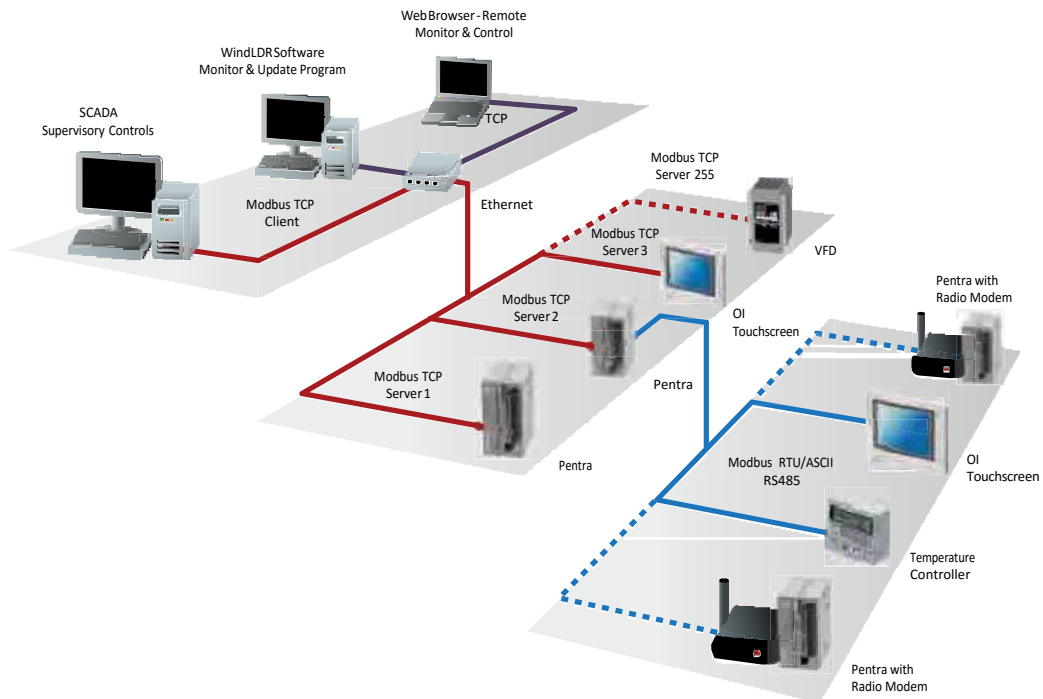 WebBrowser - Remote
Monitor & Control
WindLDR Software
Monitor & Update Program
SCADA
Supervisory Controls
TCP
Modbus TCP
Client
Ethernet
Modbus TCP
Server 255
Modbus TCP
Server 3
VFD
Modbus TCP
Server 2
OI
Touchscreen
Pentra with
Radio Modem
Modbus TCP
Server 1
Pentra
Pentra
Modbus RTU/ASCII
RS485
OI
Touchscreen
Temperature
Controller
Pentra with
Radio Modem